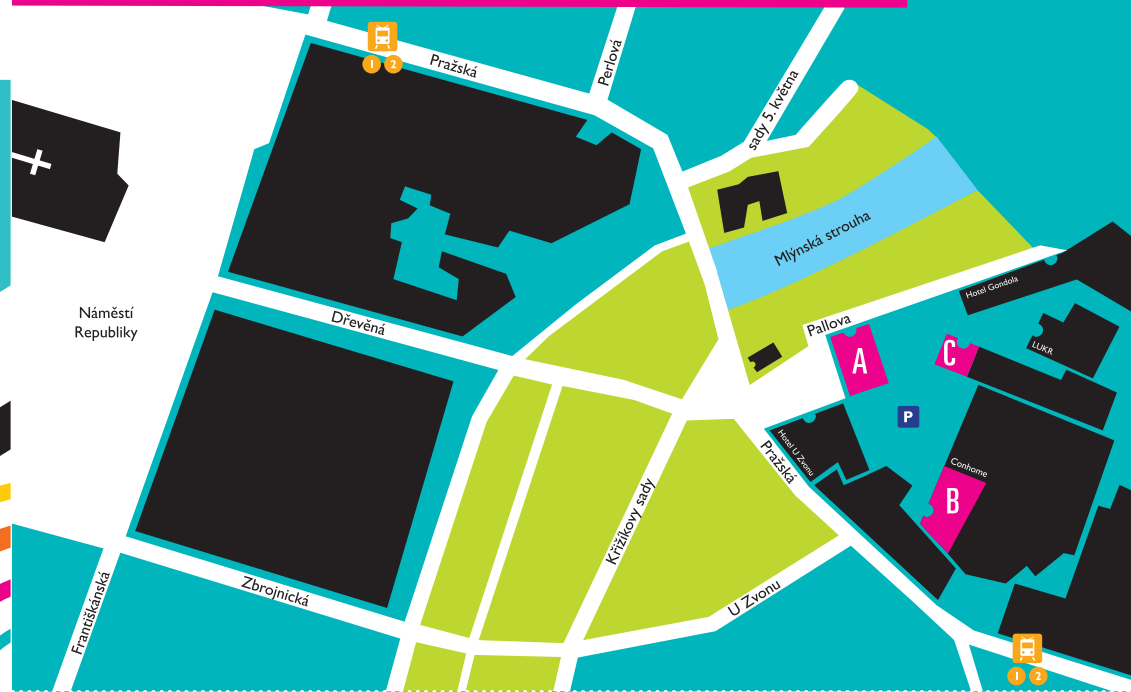 Pražská
1 2
Perlová
sady 5. května
Mlýnská strouha
Náměstí
Republiky
Dřevěná
Pallova
Hotel Gondola
LUKR
A
C
P
Hotel U Zvonu
Pražská
Conhome
B
Křižíkovy sady
Františkánská
Zbrojnická
U Zvonu
1 2